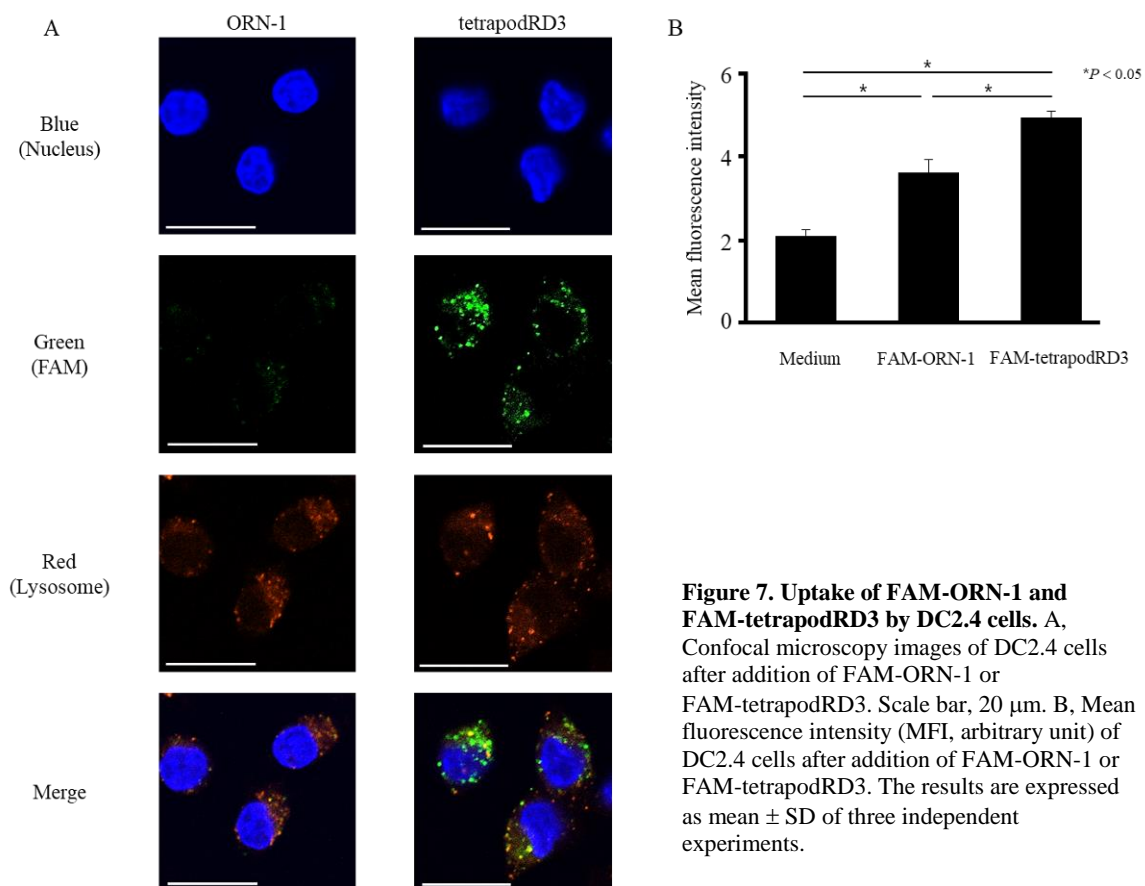 A
ORN-1
tetrapodRD3
Blue
(Nucleus)
Green
(FAM)
Red
(Lysosome)
Merge
B
*P < 0.05
*
*
*
Mean fluorescence intensity
6
4
2
0
Medium
FAM-ORN-1
FAM-tetrapodRD3
Figure 7. Uptake of FAM-ORN-1 and
FAM-tetrapodRD3 by DC2.4 cells. A,
Confocal microscopy images of DC2.4 cells
after addition of FAM-ORN-1 or
FAM-tetrapodRD3. Scale bar, 20 μm. B, Mean
fluorescence intensity (MFI, arbitrary unit) of
DC2.4 cells after addition of FAM-ORN-1 or
FAM-tetrapodRD3. The results are expressed
as mean ± SD of three independent
experiments.